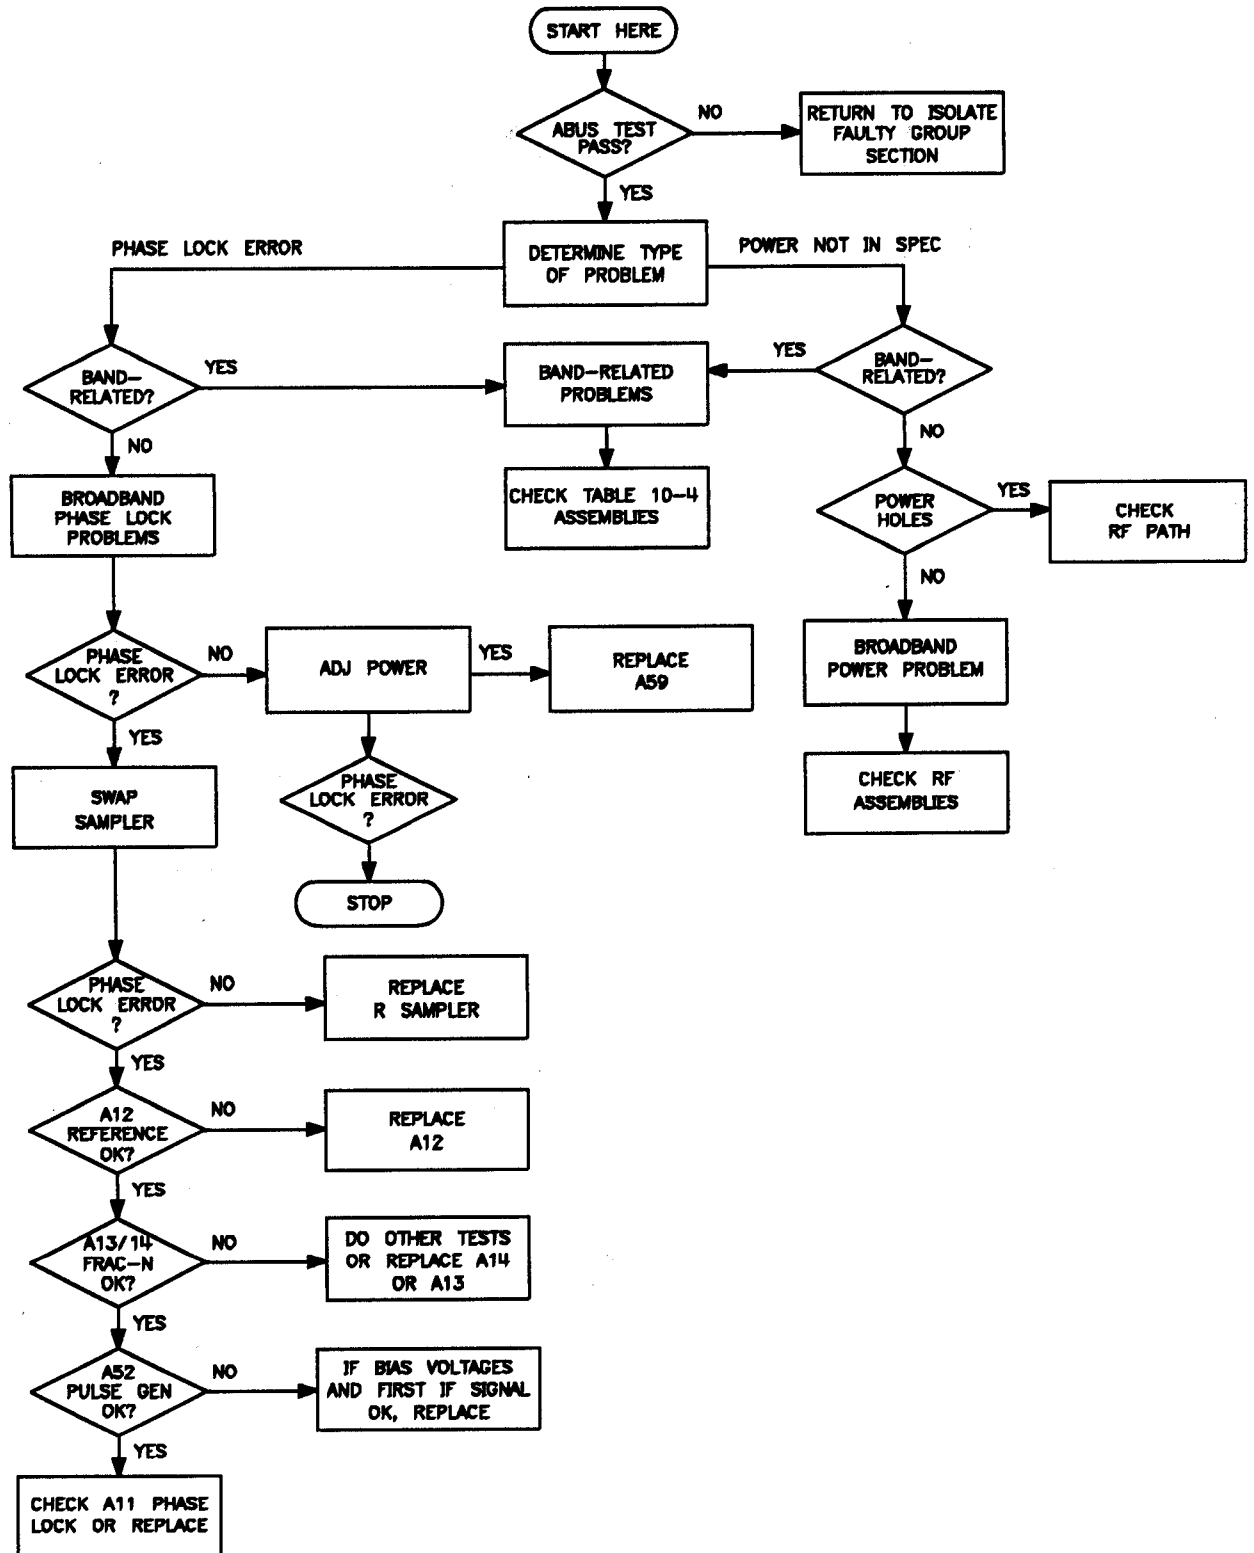 START HERE
ABUS TEST
PASS?
NO
RETURN TO ISOLATE
FAULTY GROUP
SECTION
YES
PHASE LOCK ERROR
DETERMINE TYPE
OF PROBLEM
POWER NOT IN SPEC
BAND-
RELATED?
YES
BAND-RELATED
PROBLEMS
YES
BAND-
RELATED?
NO
NO
BROADBAND
PHASE LOCK
PROBLEMS
CHECK TABLE 10-4
ASSEMBLIES
POWER
HOLES
YES
CHECK
RF PATH
NO
PHASE
LOCK ERROR
?
NO
ADJ POWER
YES
REPLACE
A59
BROADBAND
POWER PROBLEM
YES
SWAP
SAMPLER
PHASE
LOCK ERROR
?
CHECK RF
ASSEMBLIES
STOP
PHASE
LOCK ERROR
?
NO
REPLACE
R SAMPLER
YES
A12
REFERENCE
OK?
NO
REPLACE
A12
YES
A13/14
FRAC-N
OK?
NO
DO OTHER TESTS
OR REPLACE A14
OR A13
YES
A52
PULSE GEN
OK?
NO
IF BIAS VOLTAGES
AND FIRST IF SIGNAL
OK, REPLACE
YES
CHECK A11 PHASE
LOCK OR REPLACE